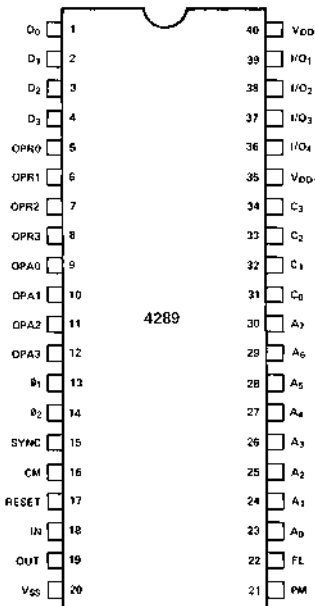 D₀ 1 40 VDD
D₁ 2 39 I/O₁
D₂ 3 38 I/O₂
D₃ 4 37 I/O₃
OPR0 5 36 I/O₄
OPR1 6 35 VDD1
OPR2 7 34 C₃
OPR3 8 33 C₂
OPA0 9 32 C₁
OPA1 10 31 C₀
OPA2 11 4289 30 A₇
OPA3 12 29 A₆
ø₁ 13 28 A₅
ø₂ 14 27 A₄
SYNC 15 26 A₃
CM 16 25 A₂
RESET 17 24 A₁
IN 18 23 A₀
OUT 19 22 FL
VSS 20 21 PM